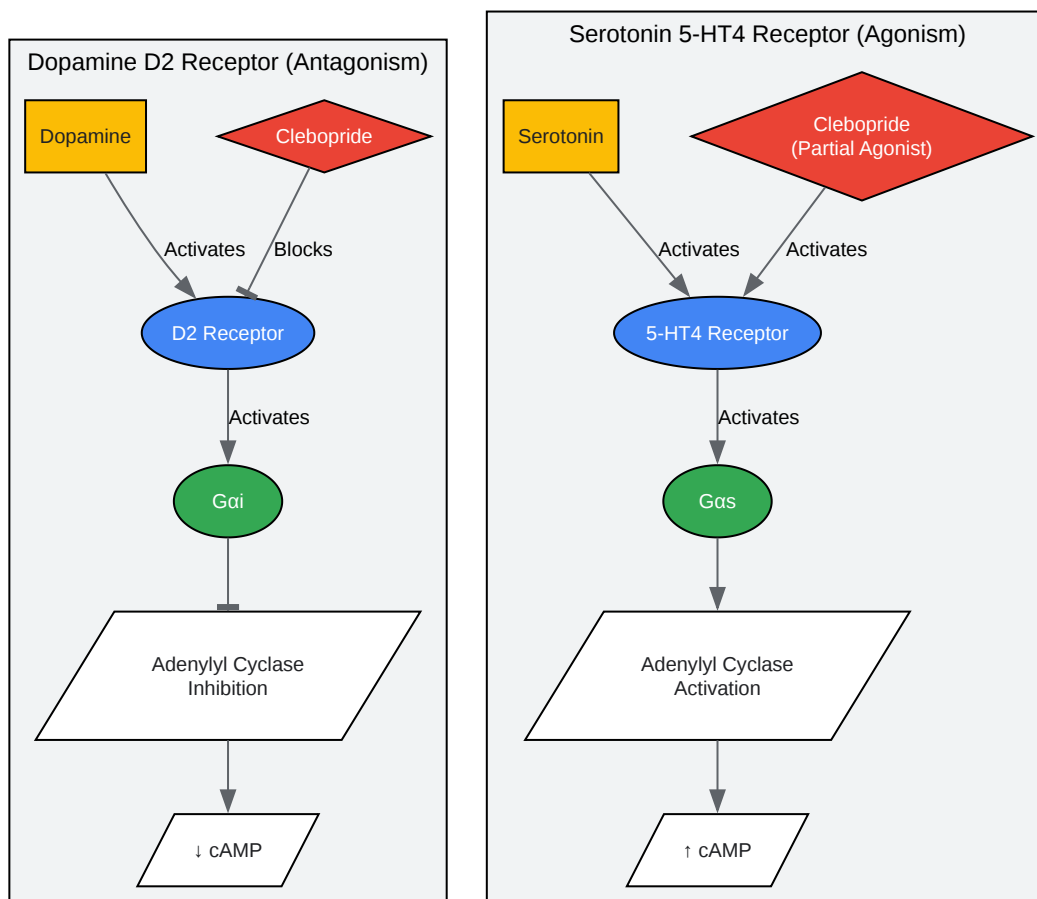 Dopamine D2 Receptor (Antagonism)
Dopamine
Clebopride
Activates
Blocks
D2 Receptor
Activates
Gαi
Adenylyl Cyclase
Inhibition
↓ cAMP
Serotonin 5-HT4 Receptor (Agonism)
Serotonin
Clebopride
(Partial Agonist)
Activates
Activates
5-HT4 Receptor
Activates
Gαs
Adenylyl Cyclase
Activation
↑ cAMP